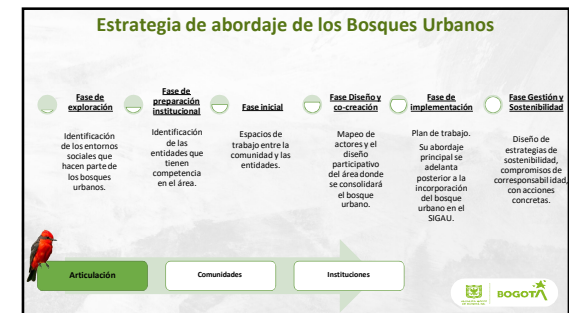 Estrategia de abordaje de los Bosques Urbanos
Fase de
exploración
Identificación
de los entornos
sociales que
hacen parte de
los bosques
urbanos.
Fase de
preparación
institucional
Identificación
de las
entidades que
tienen
competencia
en el área.
Fase inicial
Espacios de
trabajo entre la
comunidad y las
entidades.
Fase Diseño y
co-creación
Mapeo de
actores y el
diseño
participativo
del área donde
se consolidará
el bosque
urbano.
Fase de
implementación
Plan de trabajo.
Su abordaje
principal se
adelanta
posterior a la
incorporación
del bosque
urbano en el
SIGAU.
Fase Gestión y
Sostenibilidad
Diseño de
estrategias de
sostenibilidad,
compromisos de
corresponsabilidad,
con acciones
concretas.
Articulación
Comunidades
Instituciones
BOGOTÁ